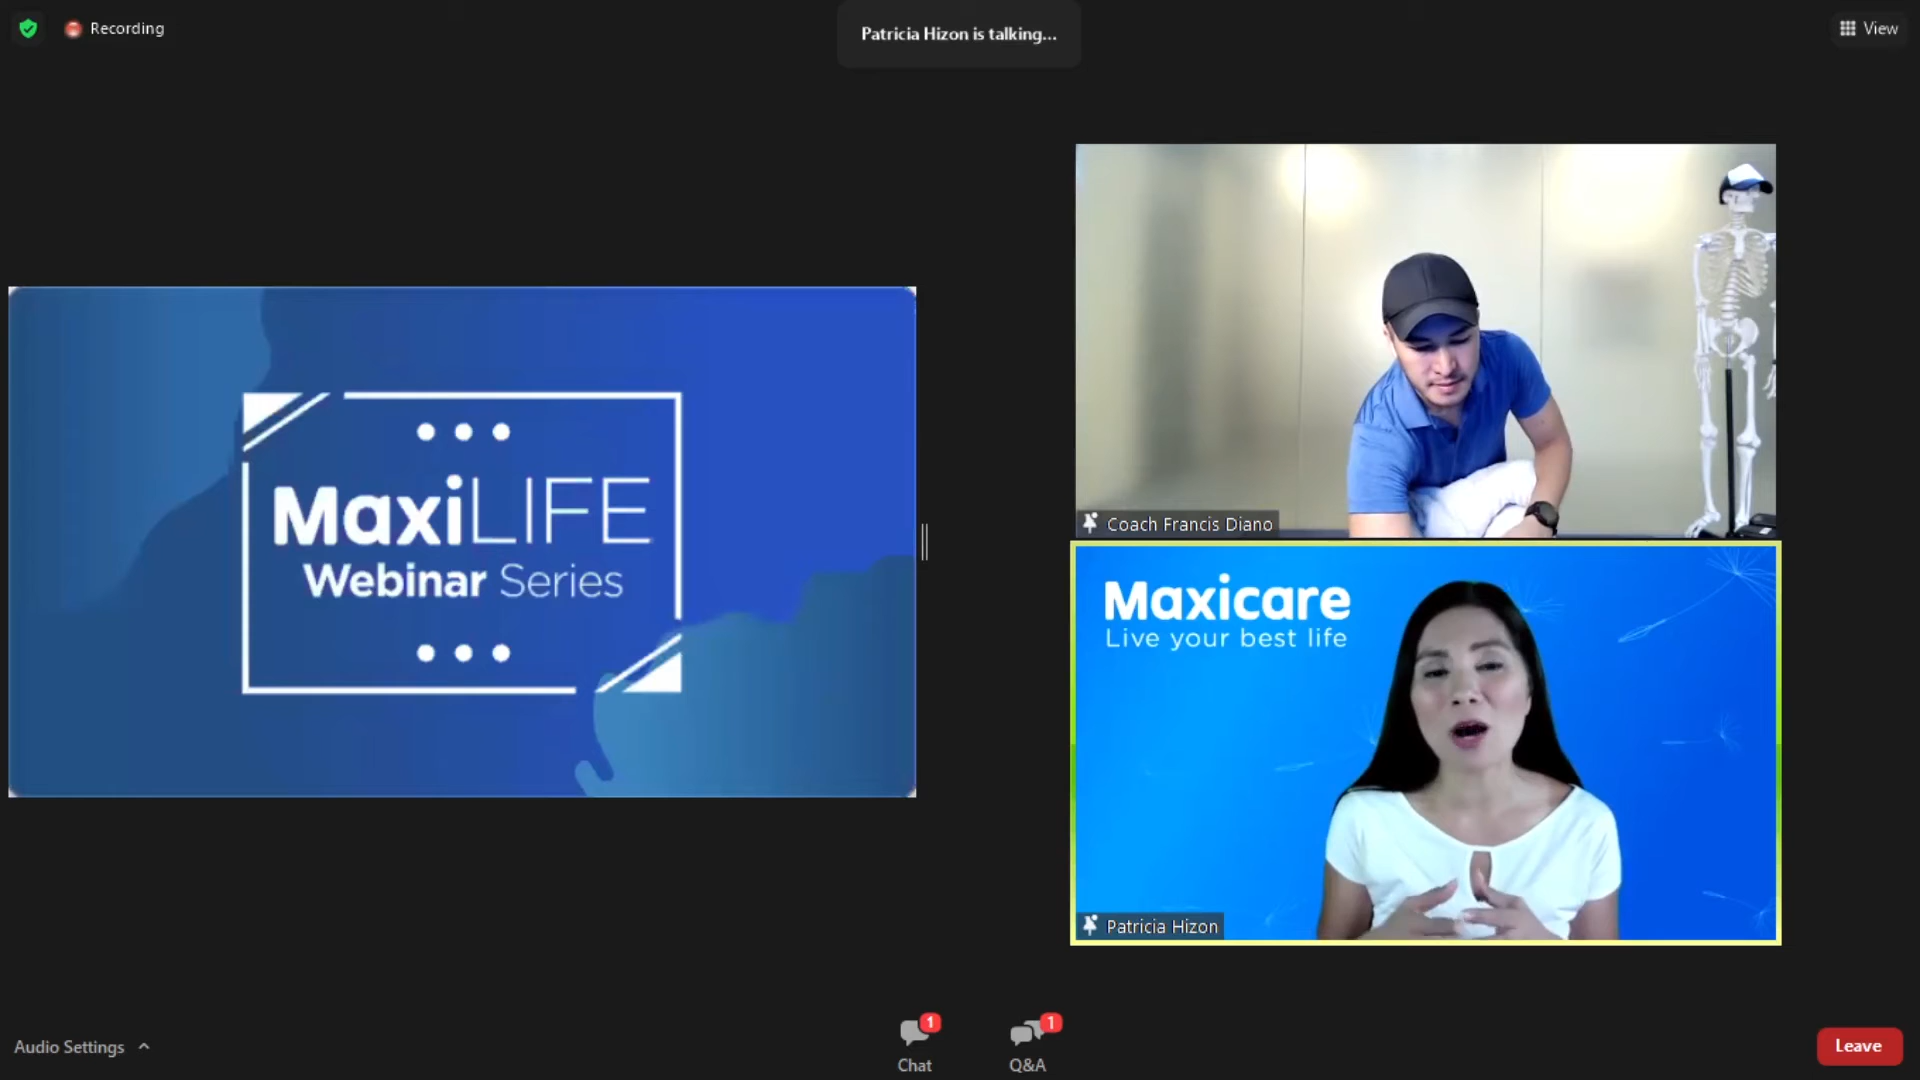 Recording
Patricia Hizon is talking...
View
MaxiLIFE
Webinar Series
Coach Francis Diano
Maxicare
Live your best life
Patricia Hizon
Audio Settings
1
Chat
1
Q&A
Leave